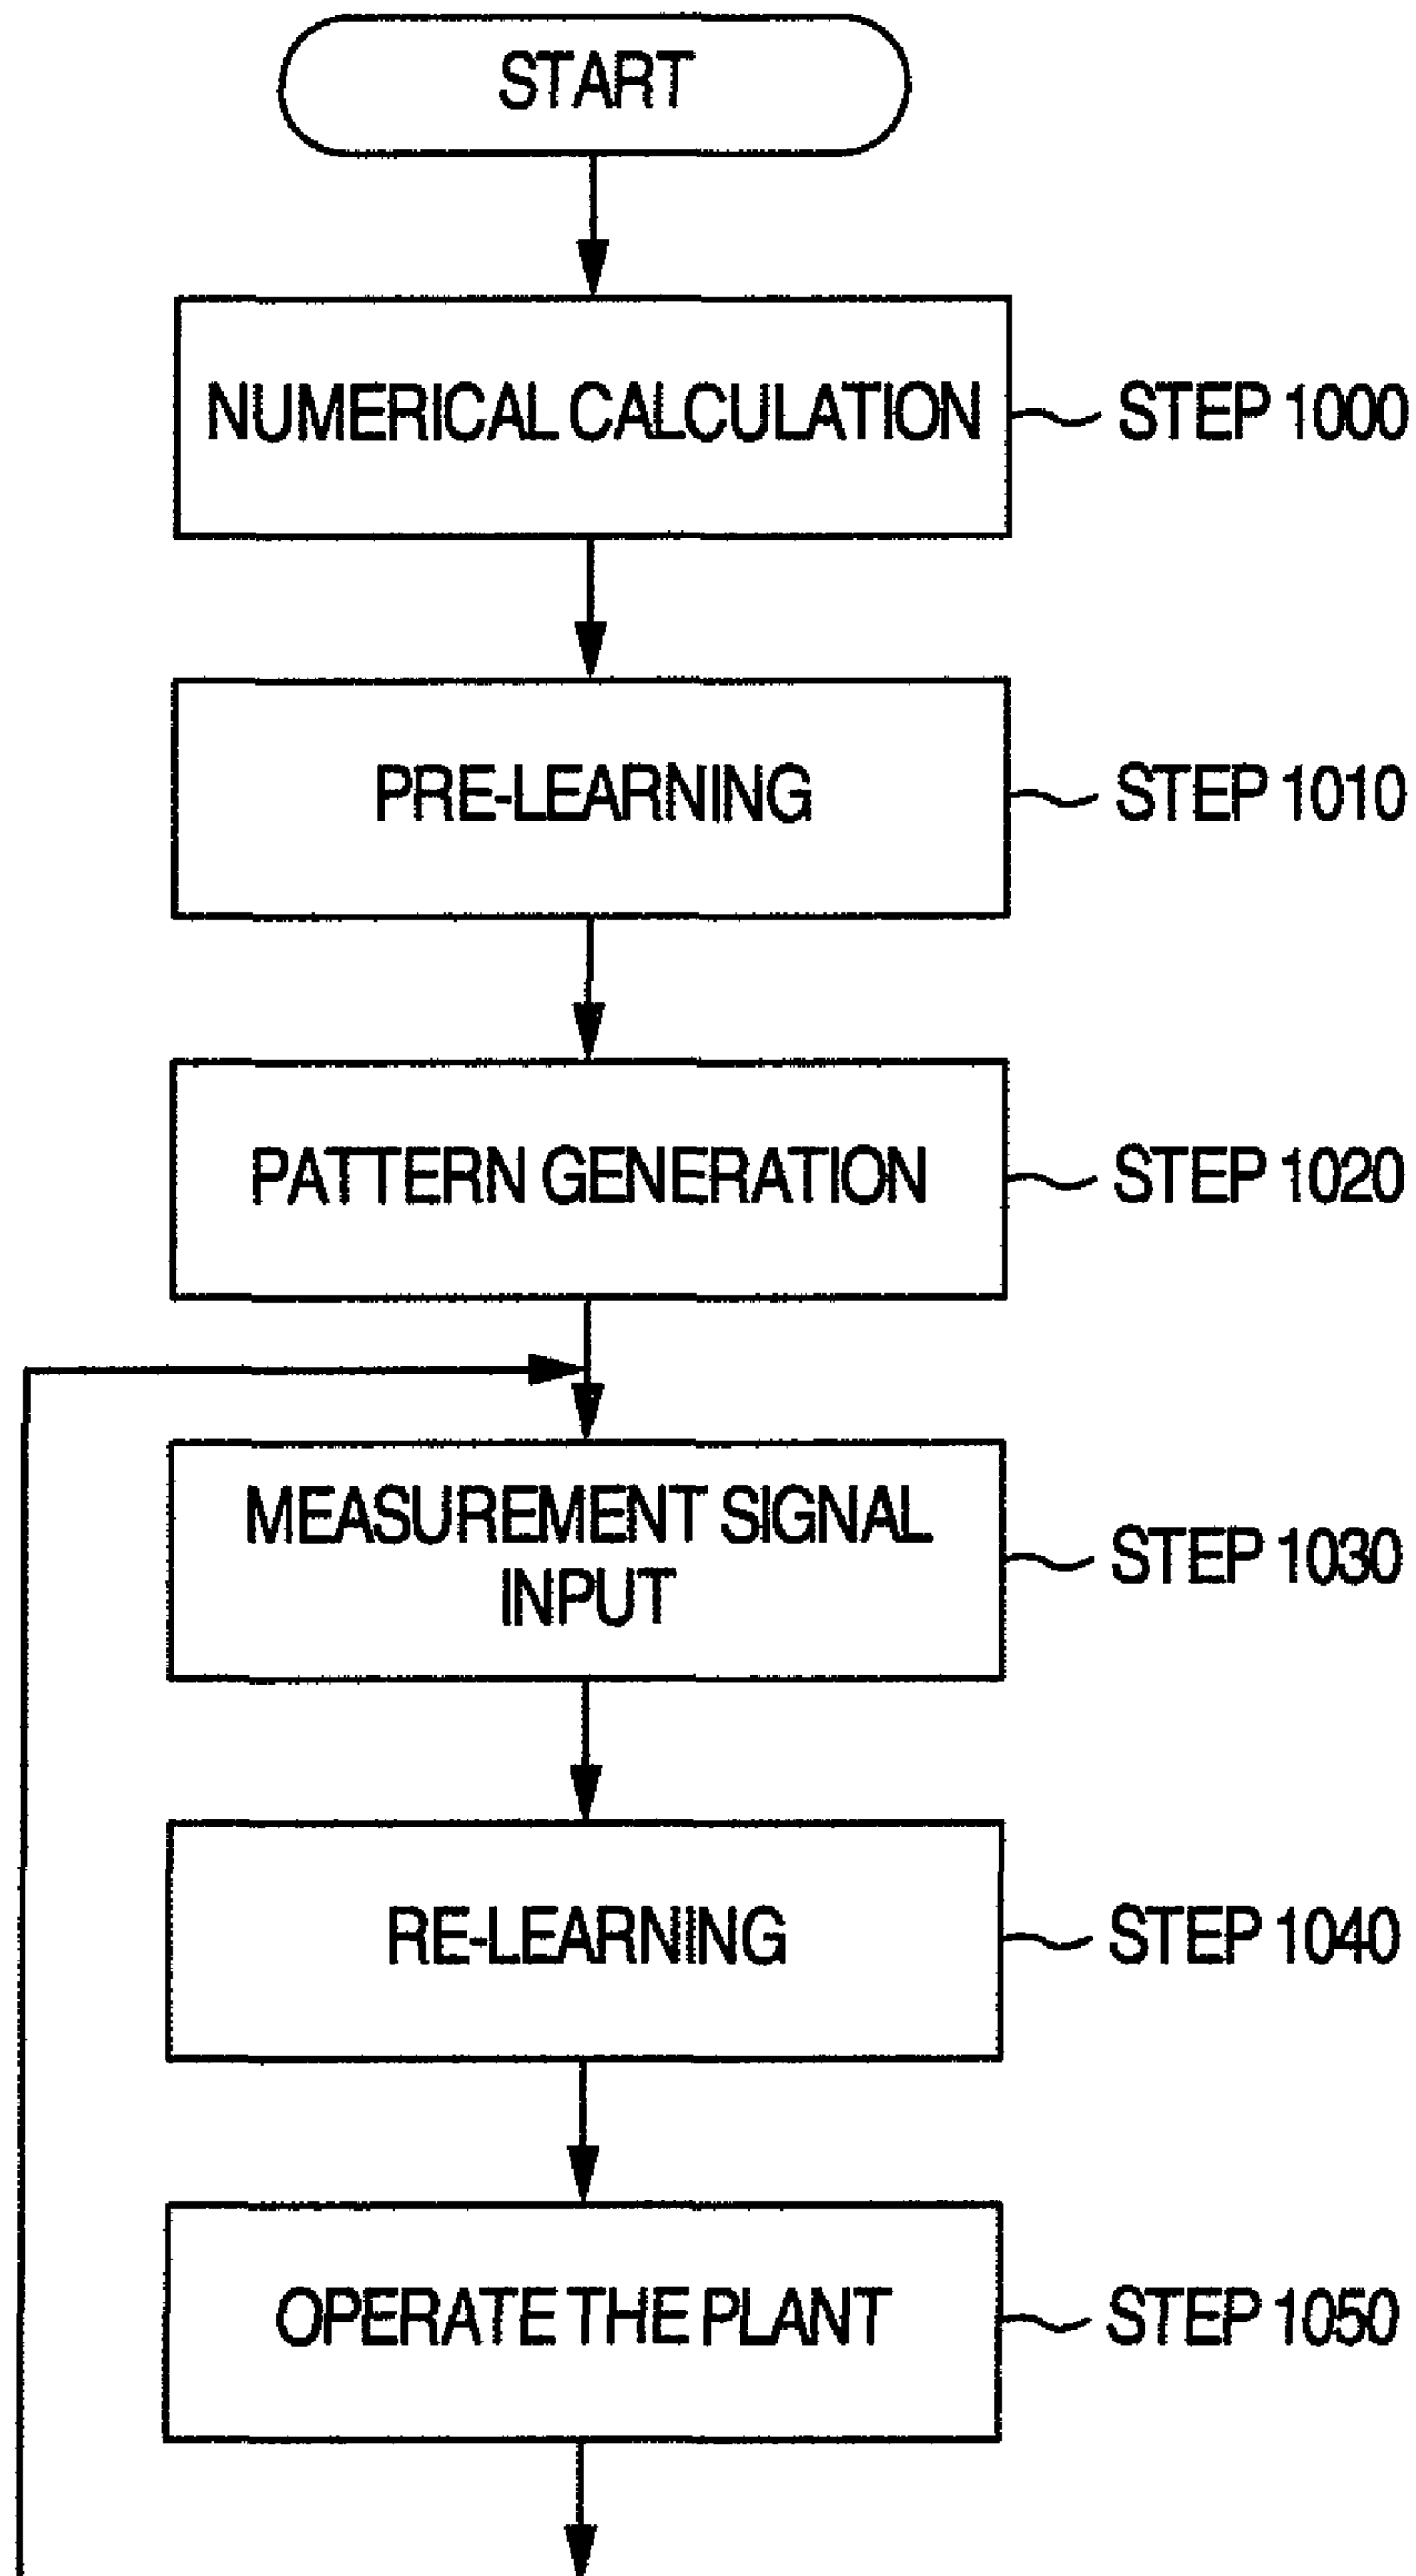 START
NUMERICAL CALCULATION
STEP 1000
PRE-LEARNING
STEP 1010
PATTERN GENERATION
STEP 1020
MEASUREMENT SIGNAL
INPUT
STEP 1030
RE-LEARNING
STEP 1040
OPERATE THE PLANT
STEP 1050